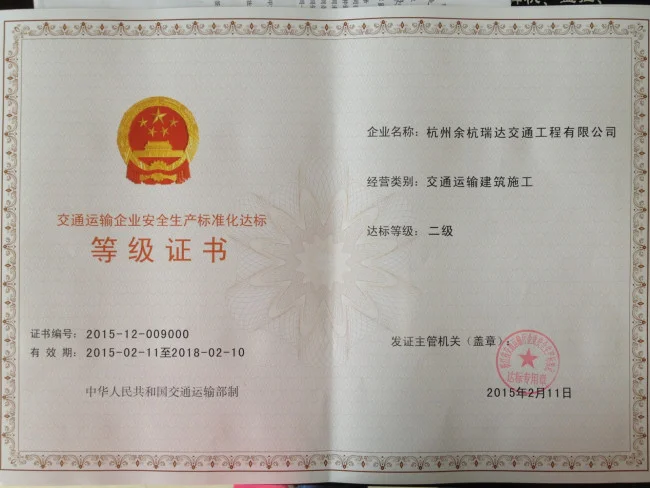 交通运输企业安全生产标准化达标
等级证书
证书编号: 2015-12-009000
有 效 期: 2015-02-11至2018-02-10
中华人民共和国交通运输部制
企业名称: 杭州余杭瑞达交通工程有限公司
经营类别: 交通运输建筑施工
达标等级: 二级
发证主管机关（盖章）:
达标专用章
2015年2月11日